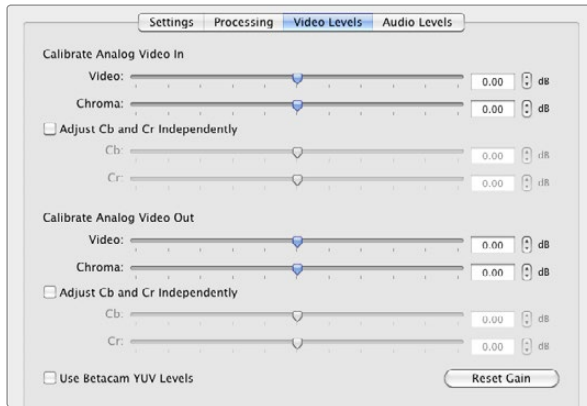 Settings Processing Video Levels Audio Levels
Calibrate Analog Video In
Video: 0.00 dB
Chroma: 0.00 dB
Adjust Cb and Cr Independently
Cb: 0.00 dB
Cr: 0.00 dB
Calibrate Analog Video Out
Video: 0.00 dB
Chroma: 0.00 dB
Adjust Cb and Cr Independently
Cb: 0.00 dB
Cr: 0.00 dB
Use Betacam YUV Levels Reset Gain